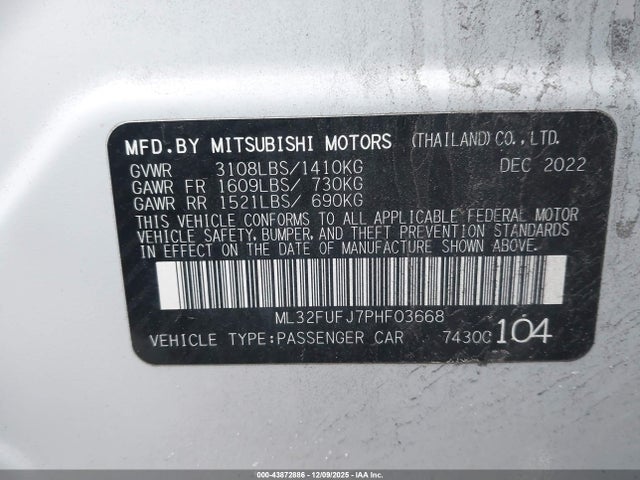 MFD.BY MITSUBISHI MOTORS (THAILAND)CO.,LTD.
GVWR 3108LBS/1410KG DEC 2022
GAWR FR 1609LBS/ 730KG
GAWR RR 1521LBS/ 690KG
THIS VEHICLE CONFORMS TO ALL APPLICABLE FEDERAL MOTOR
VEHICLE SAFETY, BUMPER, AND THEFT PREVENTION STANDARDS
IN EFFECT ON THE DATE OF MANUFACTURE SHOWN ABOVE.
ML32FUFJ7PHF03668
VEHICLE TYPE:PASSENGER CAR 7430C 104
000-43872886 | 12/09/2025 - IAA Inc.